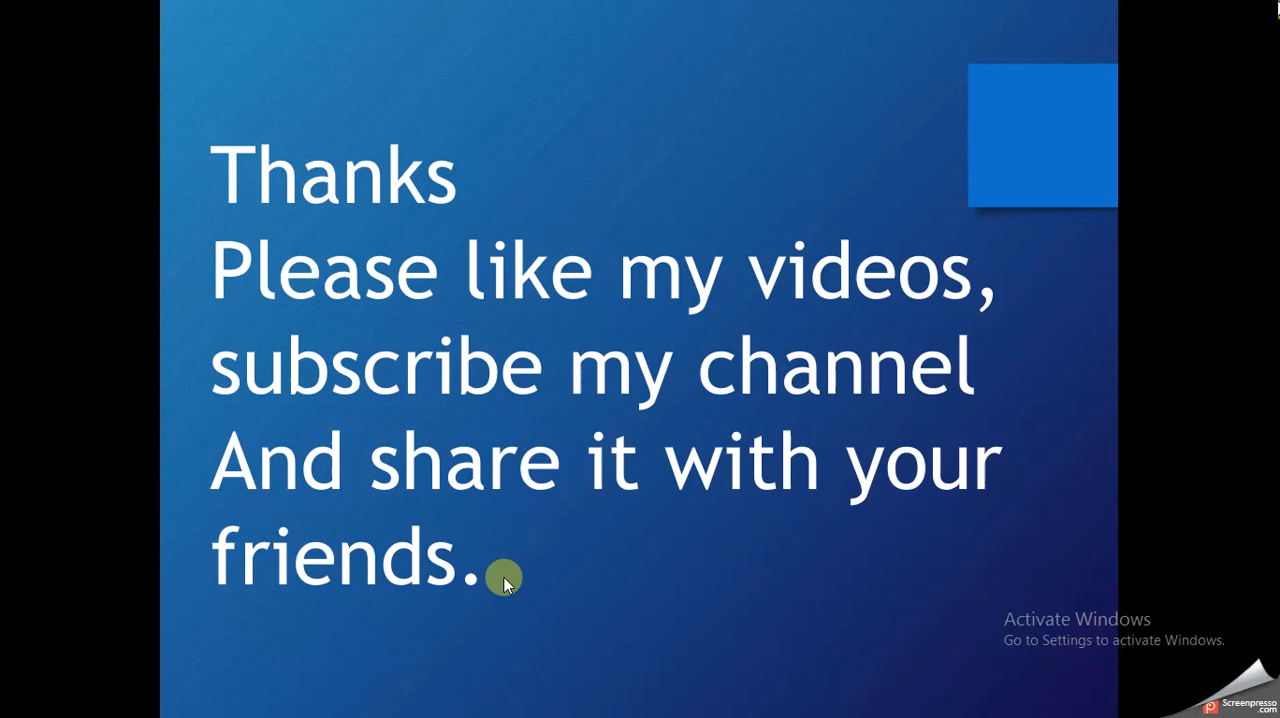 Thanks
Please like my videos,
subscribe my channel
And share it with your
friends.
Activate Windows
Go to Settings to activate Windows.
Screenpresso
.com